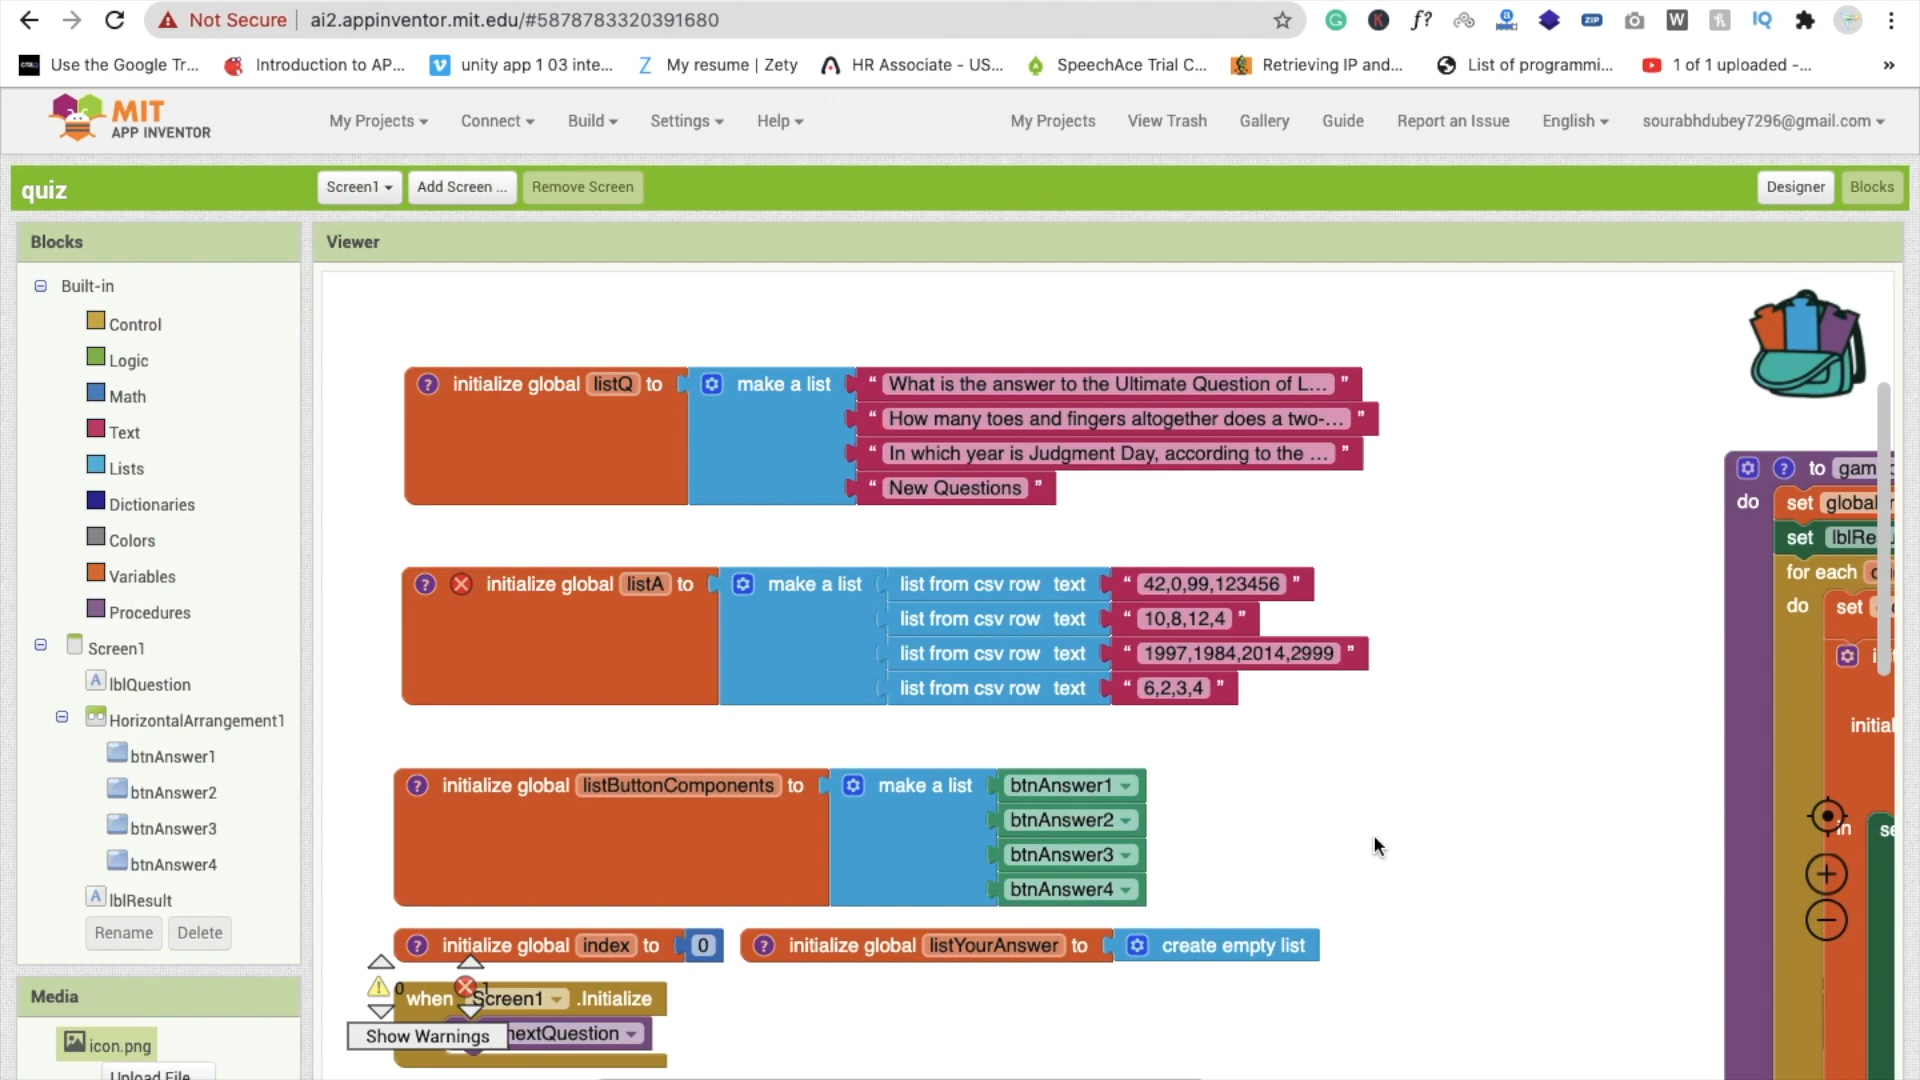 Not Secure | ai2.appinventor.mit.edu/#5878783320391680
Use the Google Tr...
Introduction to AP...
unity app 1 03 inte...
My resume | Zety
HR Associate - US...
SpeechAce Trial C...
Retrieving IP and...
List of programmi...
1 of 1 uploaded -...
»
MIT
APP INVENTOR
My Projects
Connect
Build
Settings
Help
My Projects
View Trash
Gallery
Guide
Report an Issue
English
sourabhdubey7296@gmail.com
quiz
Screen1
Add Screen ...
Remove Screen
Designer
Blocks
Blocks
Viewer
Built-in
Control
Logic
Math
Text
Lists
Dictionaries
Colors
Variables
Procedures
Screen1
lblQuestion
HorizontalArrangement1
btnAnswer1
btnAnswer2
btnAnswer3
btnAnswer4
lblResult
Rename
Delete
Media
icon.png
Upload File
initialize global listQ to make a list “ What is the answer to the Ultimate Question of L... ”
“ How many toes and fingers altogether does a two-... ”
“ In which year is Judgment Day, according to the ... ”
“ New Questions ”
initialize global listA to make a list list from csv row text “ 42,0,99,123456 ”
list from csv row text “ 10,8,12,4 ”
list from csv row text “ 1997,1984,2014,2999 ”
list from csv row text “ 6,2,3,4 ”
initialize global listButtonComponents to make a list btnAnswer1
btnAnswer2
btnAnswer3
btnAnswer4
initialize global index to 0
initialize global listYourAnswer to create empty list
when Screen1 .Initialize
nextQuestion
0
1
Show Warnings
to gam
do set global
set lblRe
for each
do set
initial
in se